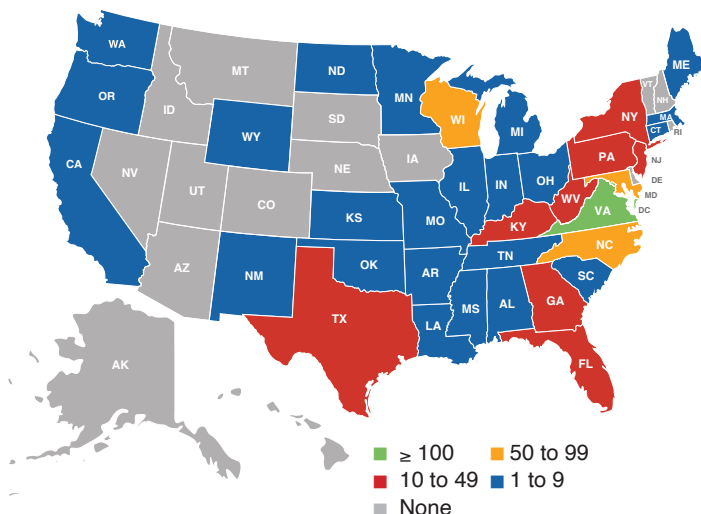 WA
ME
MT
ND
VT
MN
OR
NH
ID
NY
WI
SD
MA
MI
WY
CT
RI
IA
PA
NJ
NE
CA
NV
IL
IN
OH
DE
UT
MD
WV
CO
VA
DC
KS
MO
KY
NC
TN
OK
AZ
NM
AR
SC
MS
AL
GA
TX
LA
AK
FL
≥ 100
50 to 99
10 to 49
1 to 9
None